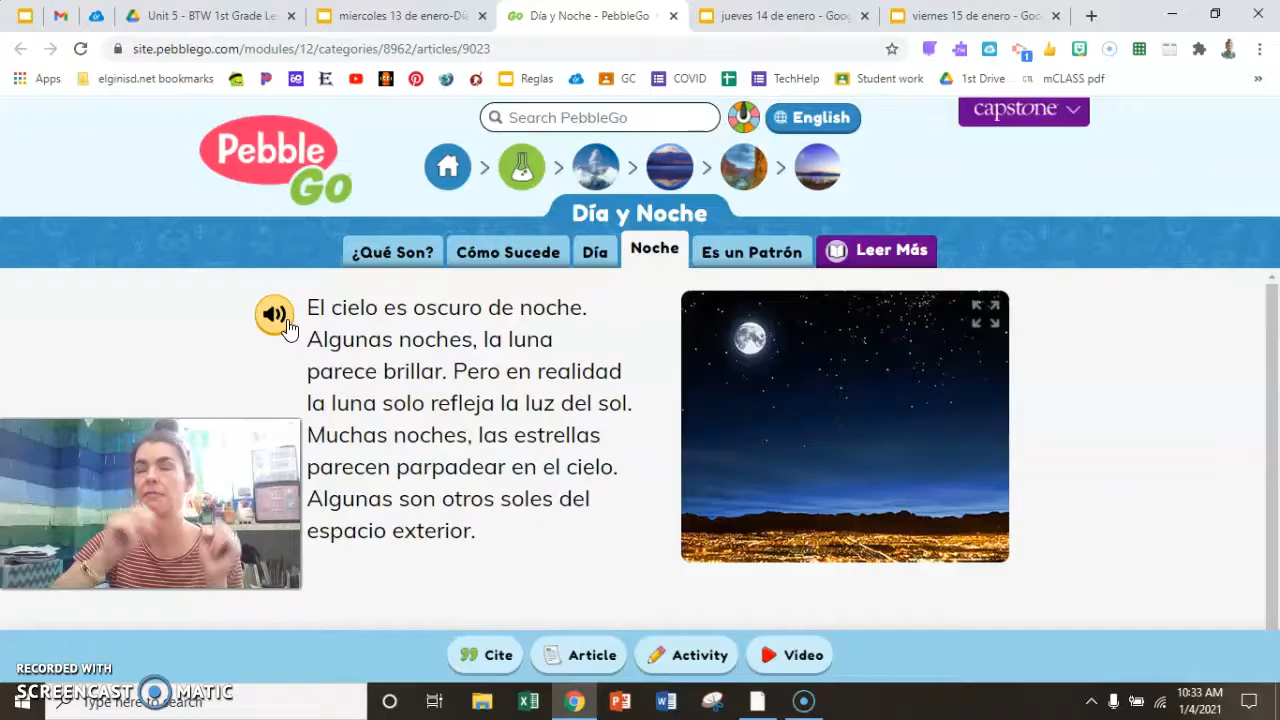 Unit 5 - BTW 1st Grade Le
miercoles 13 de enero-Di
GO Día y Noche - PebbleGo
jueves 14 de enero - Goog
viernes 15 de enero - Goo
site.pebblego.com/modules/12/categories/8962/articles/9023
Apps elginisd.net bookmarks Reglas GC COVID TechHelp Student work 1st Drive mCLASS pdf »
Search PebbleGo
English
capstone
Pebble
Go
Día y Noche
¿Qué Son? Cómo Sucede Día Noche Es un Patrón Leer Más
El cielo es oscuro de noche.
Algunas noches, la luna
parece brillar. Pero en realidad
la luna solo refleja la luz del sol.
Muchas noches, las estrellas
parecen parpadear en el cielo.
Algunas son otros soles del
espacio exterior.
Cite Article Activity Video
RECORDED WITH
SCREENCAST MATIC
Type here to search
10:33 AM
1/4/2021